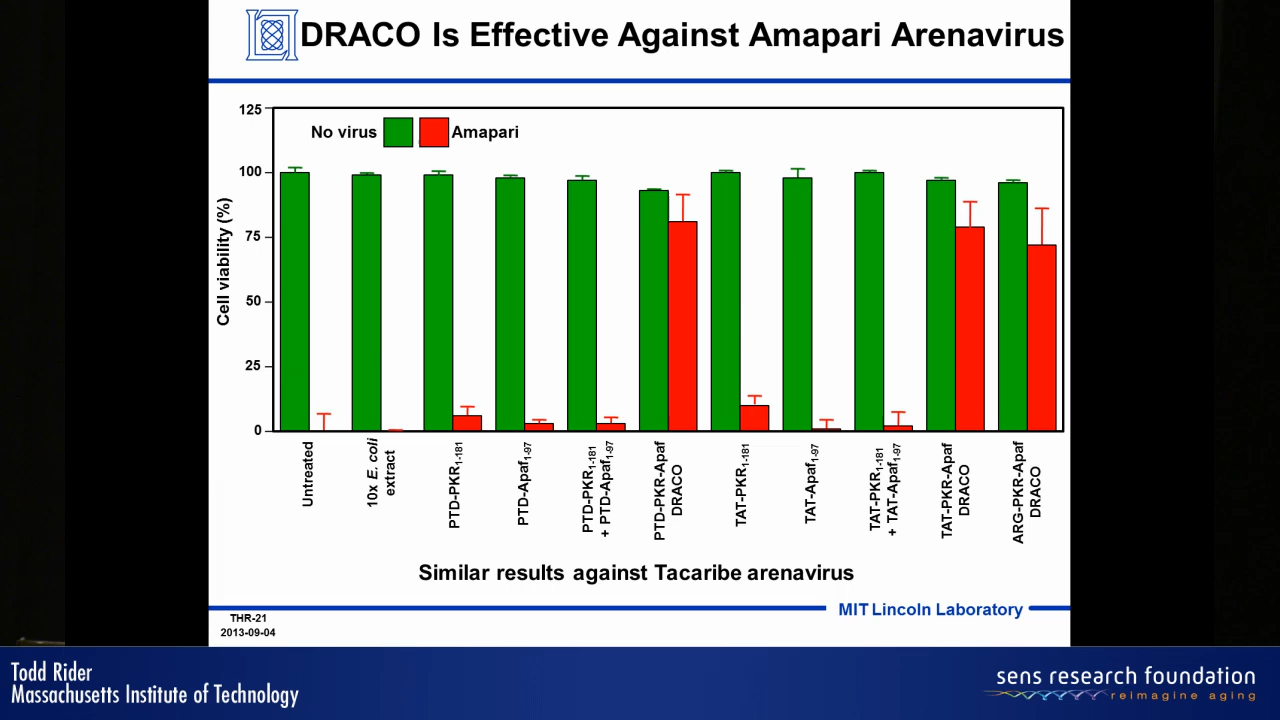 DRACO Is Effective Against Amapari Arenavirus
125
100
75
50
25
0
Cell viability (%)
No virus
Amapari
Untreated
10x E. coli
extract
PTD-PKR1-181
PTD-Apaf1-97
PTD-PKR1-181
+ PTD-Apaf1-97
PTD-PKR-Apaf
DRACO
TAT-PKR1-181
TAT-Apaf1-97
TAT-PKR1-181
+ TAT-Apaf1-97
TAT-PKR-Apaf
DRACO
ARG-PKR-Apaf
DRACO
Similar results against Tacaribe arenavirus
MIT Lincoln Laboratory
THR-21
2013-09-04
Todd Rider
Massachusetts Institute of Technology
sens research foundation
reimagine aging